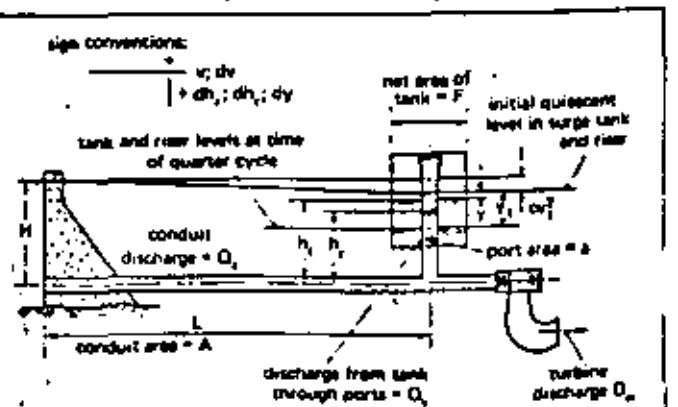 sign conventions:
+
v; dv
+ dh ; dh ; dy
net area of
tank = F
initial quiescent
level in surge tank
and riser
tank and riser levels at time
of quarter cycle
H
conduit
discharge = Q
h
h
y
port area = a
L
conduit area = A
discharge from tank
through ports = Q
turbine
discharge Q